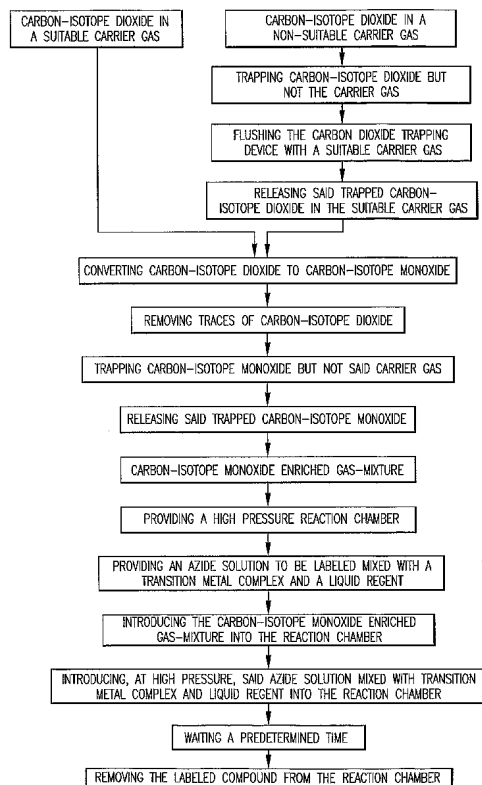 CARBON-ISOTOPE DIOXIDE IN
A SUITABLE CARRIER GAS
CARBON-ISOTOPE DIOXIDE IN A
NON-SUITABLE CARRIER GAS
TRAPPING CARBON-ISOTOPE DIOXIDE BUT
NOT THE CARRIER GAS
FLUSHING THE CARBON DIOXIDE TRAPPING
DEVICE WITH A SUITABLE CARRIER GAS
RELEASING SAID TRAPPED CARBON-
ISOTOPE DIOXIDE IN THE SUITABLE CARRIER GAS
CONVERTING CARBON-ISOTOPE DIOXIDE TO CARBON-ISOTOPE MONOXIDE
REMOVING TRACES OF CARBON-ISOTOPE DIOXIDE
TRAPPING CARBON-ISOTOPE MONOXIDE BUT NOT SAID CARRIER GAS
RELEASING SAID TRAPPED CARBON-ISOTOPE MONOXIDE
CARBON-ISOTOPE MONOXIDE ENRICHED GAS-MIXTURE
PROVIDING A HIGH PRESSURE REACTION CHAMBER
PROVIDING AN AZIDE SOLUTION TO BE LABELED MIXED WITH A
TRANSITION METAL COMPLEX AND A LIQUID REGENT
INTRODUCING THE CARBON-ISOTOPE MONOXIDE ENRICHED
GAS-MIXTURE INTO THE REACTION CHAMBER
INTRODUCING, AT HIGH PRESSURE, SAID AZIDE SOLUTION MIXED WITH TRANSITION
METAL COMPLEX AND LIQUID REGENT INTO THE REACTION CHAMBER
WAITING A PREDETERMINED TIME
REMOVING THE LABELED COMPOUND FROM THE REACTION CHAMBER